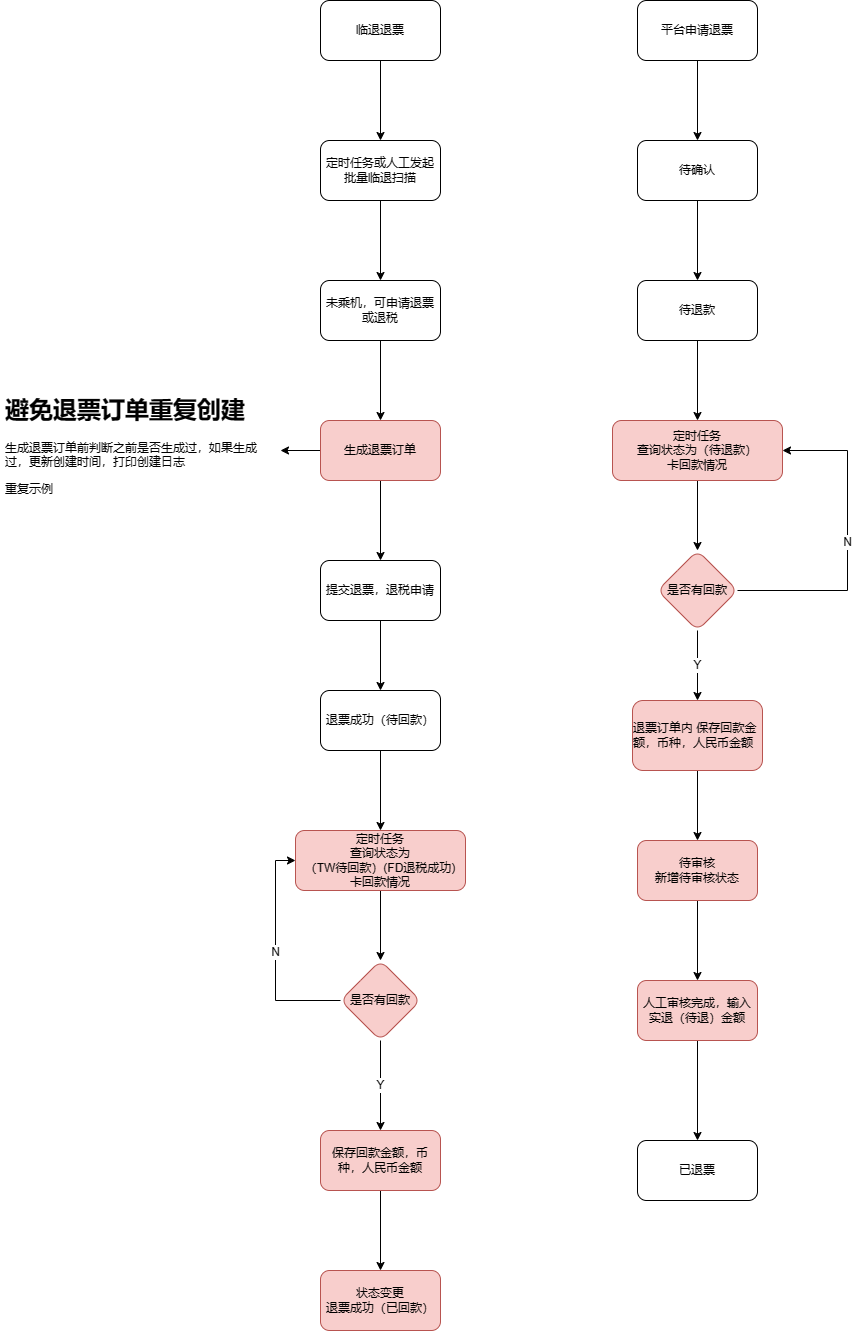 临退退票
定时任务或人工发起
批量临退扫描
未乘机，可申请退票
或退税
避免退票订单重复创建
生成退票订单前判断之前是否生成过，如果生成
过，更新创建时间，打印创建日志
重复示例
生成退票订单
提交退票，退税申请
退票成功（待回款）
定时任务
查询状态为
（TW待回款）(FD退税成功）
卡回款情况
N
是否有回款
Y
保存回款金额，币
种，人民币金额
状态变更
退票成功（已回款）
平台申请退票
待确认
待退款
定时任务
查询状态为（待退款）
卡回款情况
N
是否有回款
Y
退票订单内 保存回款金
额，币种，人民币金额
待审核
新增待审核状态
人工审核完成，输入
实退（待退）金额
已退票